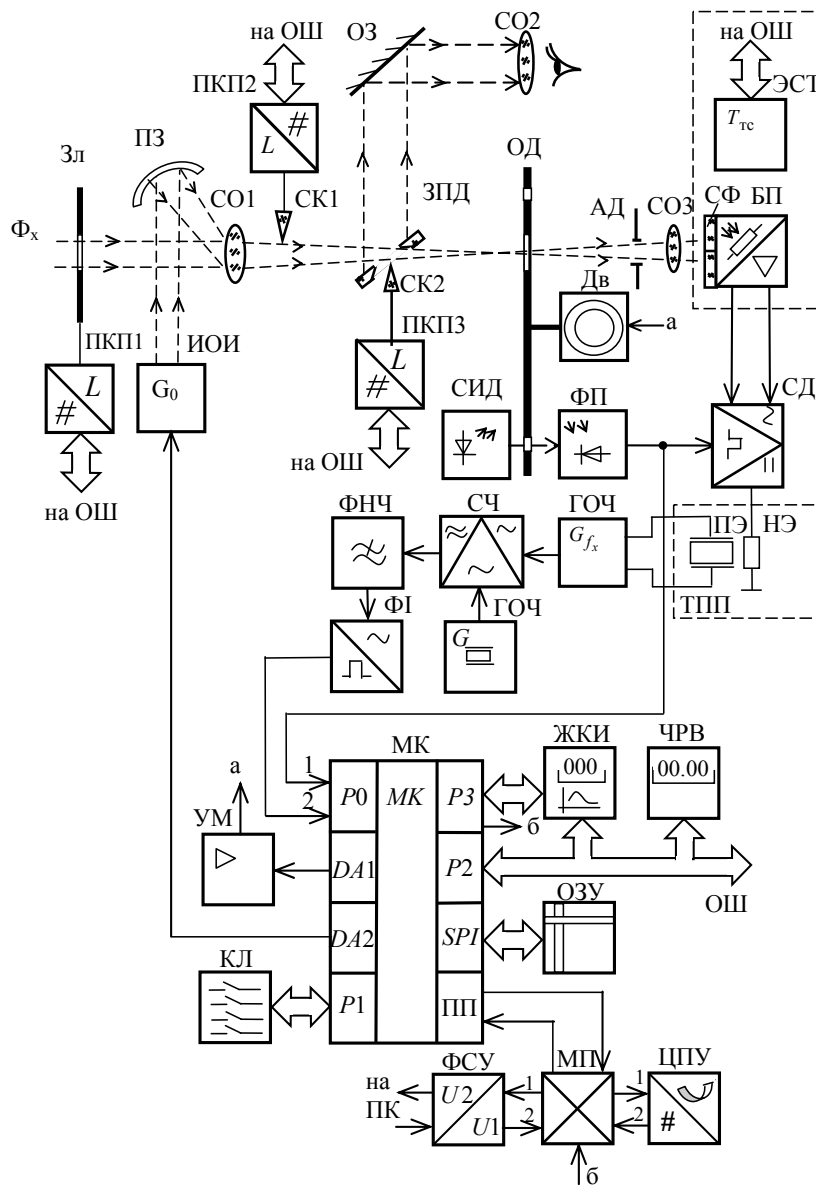 на ОШ
ОЗ
СО2
на ОШ
ПКП2
ЭСТ
#
L
Tтс
ПЗ
Зл
СО1
СК1
ЗПД
ОД
АД
СО3
СФ
БП
Фх
СК2
Дв
ПКП1
ИОИ
ПКП3
а
L
#
G0
L
#
СИД
ФП
СД
на ОШ
на ОШ
ФНЧ
СЧ
ГОЧ
ПЭ
НЭ
Gfx
ТПП
ФІ
ГОЧ
G
МК
ЖКИ
ЧРВ
а
1
000
00.00
2
P0
МК
P3
УМ
б
DA1
P2
ОШ
ОЗУ
DA2
SPI
КЛ
P1
ПП
ФСУ
МП
ЦПУ
на
ПК
U2
1
1
U1
2
2
#
б